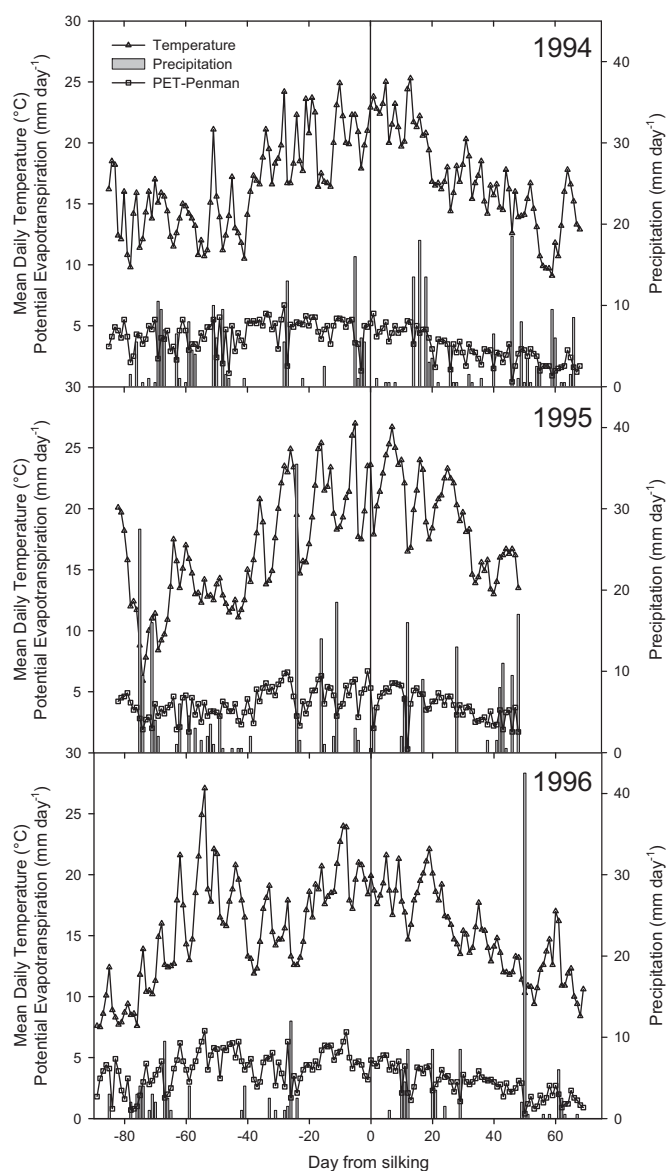 30
25
20
15
10
5
30
Temperature
Precipitation
PET-Penman
1994
40
30
20
10
0
Mean Daily Temperature (°C)
Potential Evapotranspiration (mm day-1)
Precipitation (mm day-1)
25
20
15
10
5
30
1995
40
30
20
10
0
Mean Daily Temperature (°C)
Potential Evapotranspiration (mm day-1)
Precipitation (mm day-1)
25
20
15
10
5
0
1996
40
30
20
10
0
Mean Daily Temperature (°C)
Potential Evapotranspiration (mm day-1)
Precipitation (mm day-1)
-80 -60 -40 -20 0 20 40 60
Day from silking